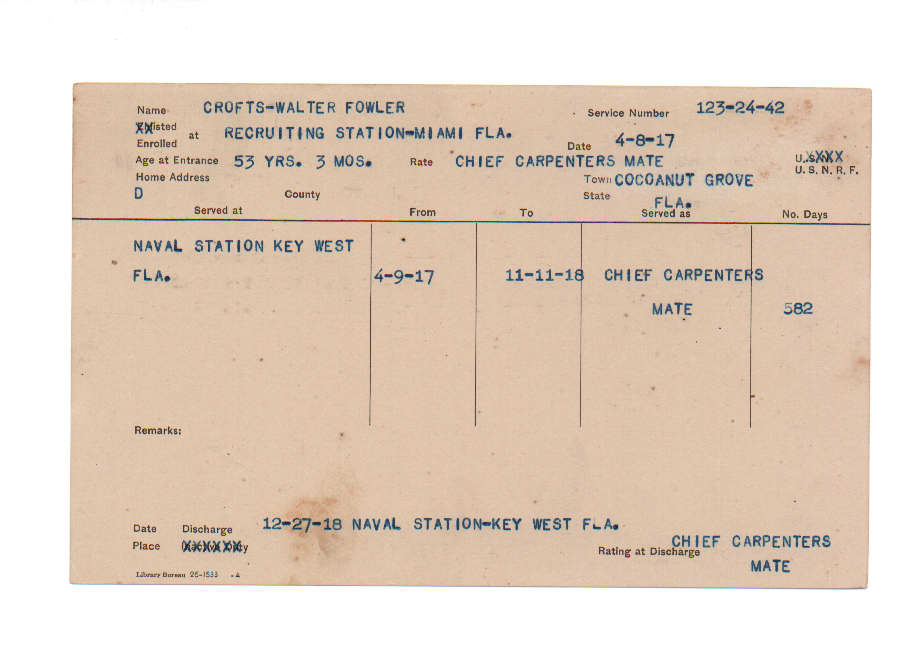 Name CROFTS-WALTER FOWLER Service Number 123-24-42
XXisted
Enrolled at RECRUITING STATION-MIAMI FLA. Date 4-8-17
Age at Entrance 53 YRS. 3 MOS. Rate CHIEF CARPENTERS MATE U.S.XXX
U. S. N. R. F.
Home Address Town COCOANUT GROVE
D County State FLA.
Served at From To Served as No. Days
NAVAL STATION KEY WEST
FLA. 4-9-17 11-11-18 CHIEF CARPENTERS
MATE 582
Remarks:
Date Discharge 12-27-18 NAVAL STATION-KEY WEST FLA.
Place XXXXXXy Rating at Discharge CHIEF CARPENTERS
MATE
Library Bureau 26-1533 A